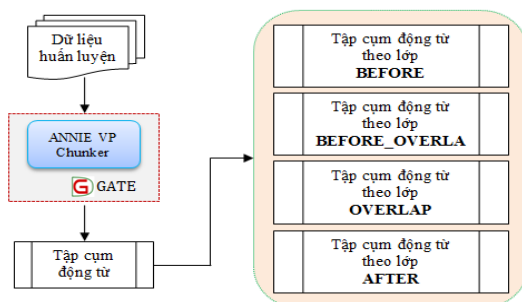 Dữ liệu
huấn luyện
ANNIE VP
Chunker
GATE
Tập cụm
động từ
Tập cụm động từ
theo lớp
BEFORE
Tập cụm động từ
theo lớp
BEFORE_OVERLA
Tập cụm động từ
theo lớp
OVERLAP
Tập cụm động từ
theo lớp
AFTER